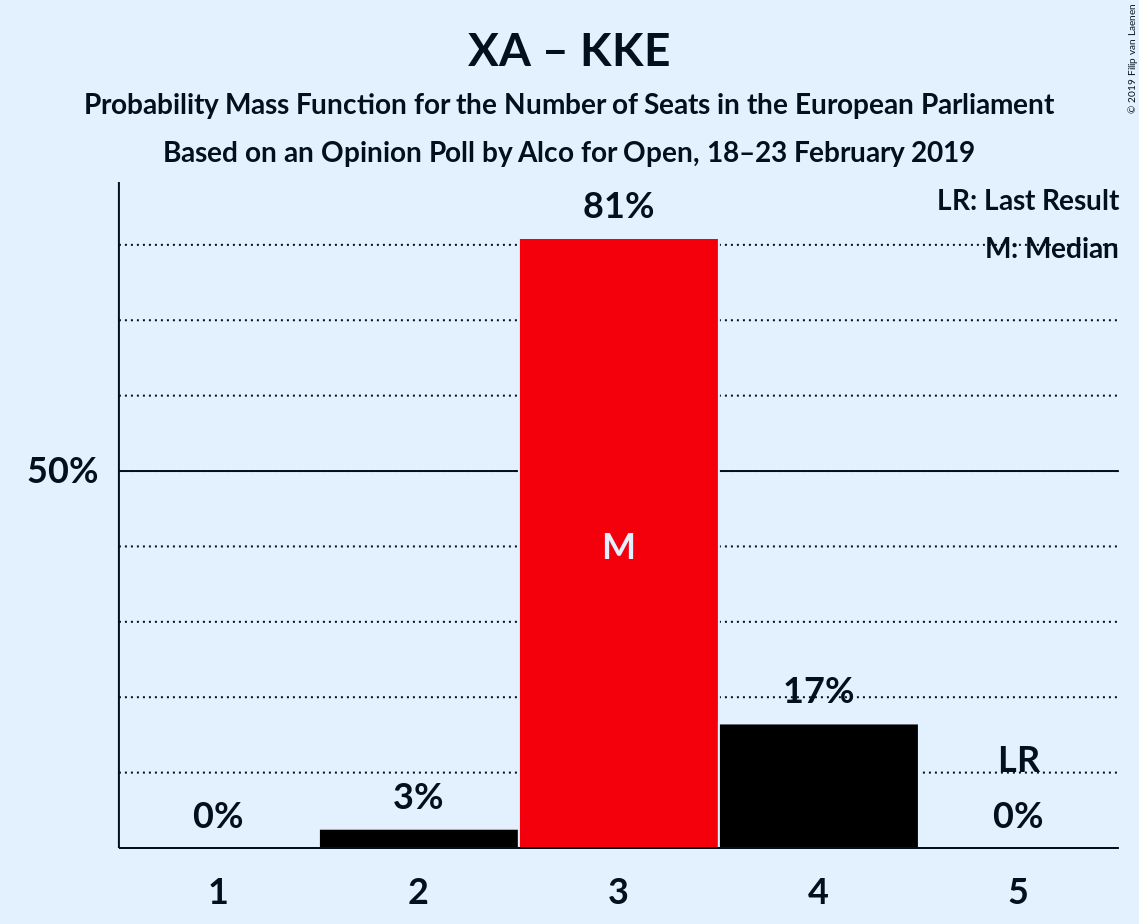 XA – KKE
Probability Mass Function for the Number of Seats in the European Parliament
Based on an Opinion Poll by Alco for Open, 18–23 February 2019
© 2019 Filip van Laenen
LR: Last Result
M: Median
81%
50%
M
17%
LR
3%
0%
0%
1 2 3 4 5